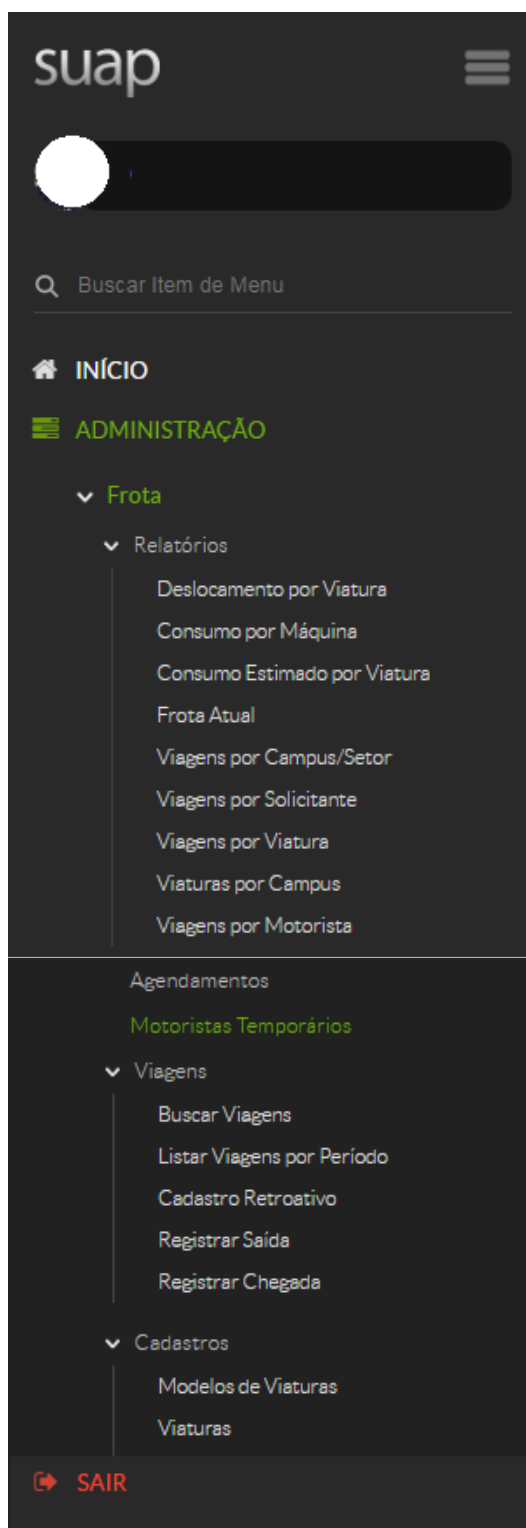 suap
Buscar Item de Menu
INÍCIO
ADMINISTRAÇÃO
Frota
Relatórios
Deslocamento por Viatura
Consumo por Máquina
Consumo Estimado por Viatura
Frota Atual
Viagens por Campus/Setor
Viagens por Solicitante
Viagens por Viatura
Viaturas por Campus
Viagens por Motorista
Agendamentos
Motoristas Temporários
Viagens
Buscar Viagens
Listar Viagens por Período
Cadastro Retroativo
Registrar Saída
Registrar Chegada
Cadastros
Modelos de Viaturas
Viaturas
SAIR